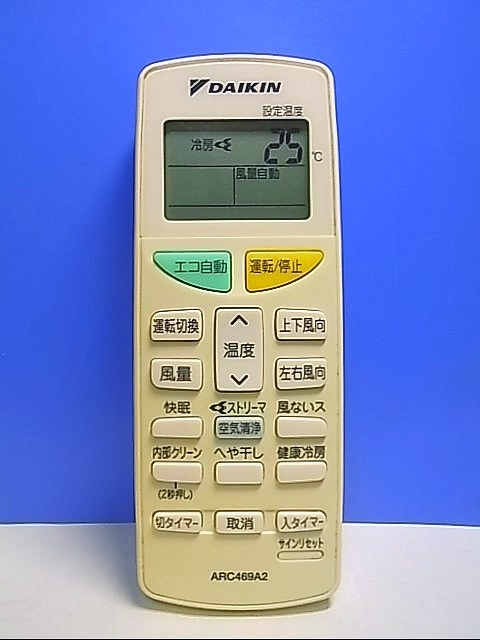 DAIKIN
設定温度
冷房 25 ℃
風量自動
エコ自動 運転/停止
運転切換 上下風向
温度
風量 左右風向
快眠 ストリーマ 風ないス
空気清浄
内部クリーン へや干し 健康冷房
(2秒押し)
切タイマー 取消 入タイマー
サインリセット
ARC469A2